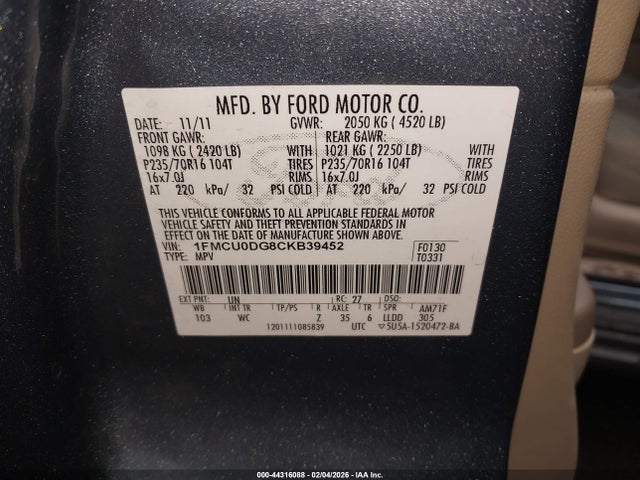 MFD. BY FORD MOTOR CO.
DATE: 11/11 GVWR: 2050 KG ( 4520 LB)
FRONT GAWR: REAR GAWR:
1098 KG ( 2420 LB) WITH 1021 KG ( 2250 LB) WITH
P235/70R16 104T TIRES P235/70R16 104T TIRES
16x7.0J RIMS 16x7.0J RIMS
AT 220 kPa/ 32 PSI COLD AT 220 kPa/ 32 PSI COLD
THIS VEHICLE CONFORMS TO ALL APPLICABLE FEDERAL MOTOR
VEHICLE SAFETY AND THEFT PREVENTION STANDARDS IN
EFFECT ON THE DATE OF MANUFACTURE SHOWN ABOVE.
VIN: 1FMCU0DG8CKB39452 F0130
TYPE: MPV T0331
EXT PNT: UN RC: 27 DSO:
WB INT TR TP/PS R AXLE TR SPR AM71F
103 WC Z 35 6 LLDD 305
1201111085839 UTC 5U5A-1520472-BA
000-44316088 - 02/04/2026 - IAA Inc.